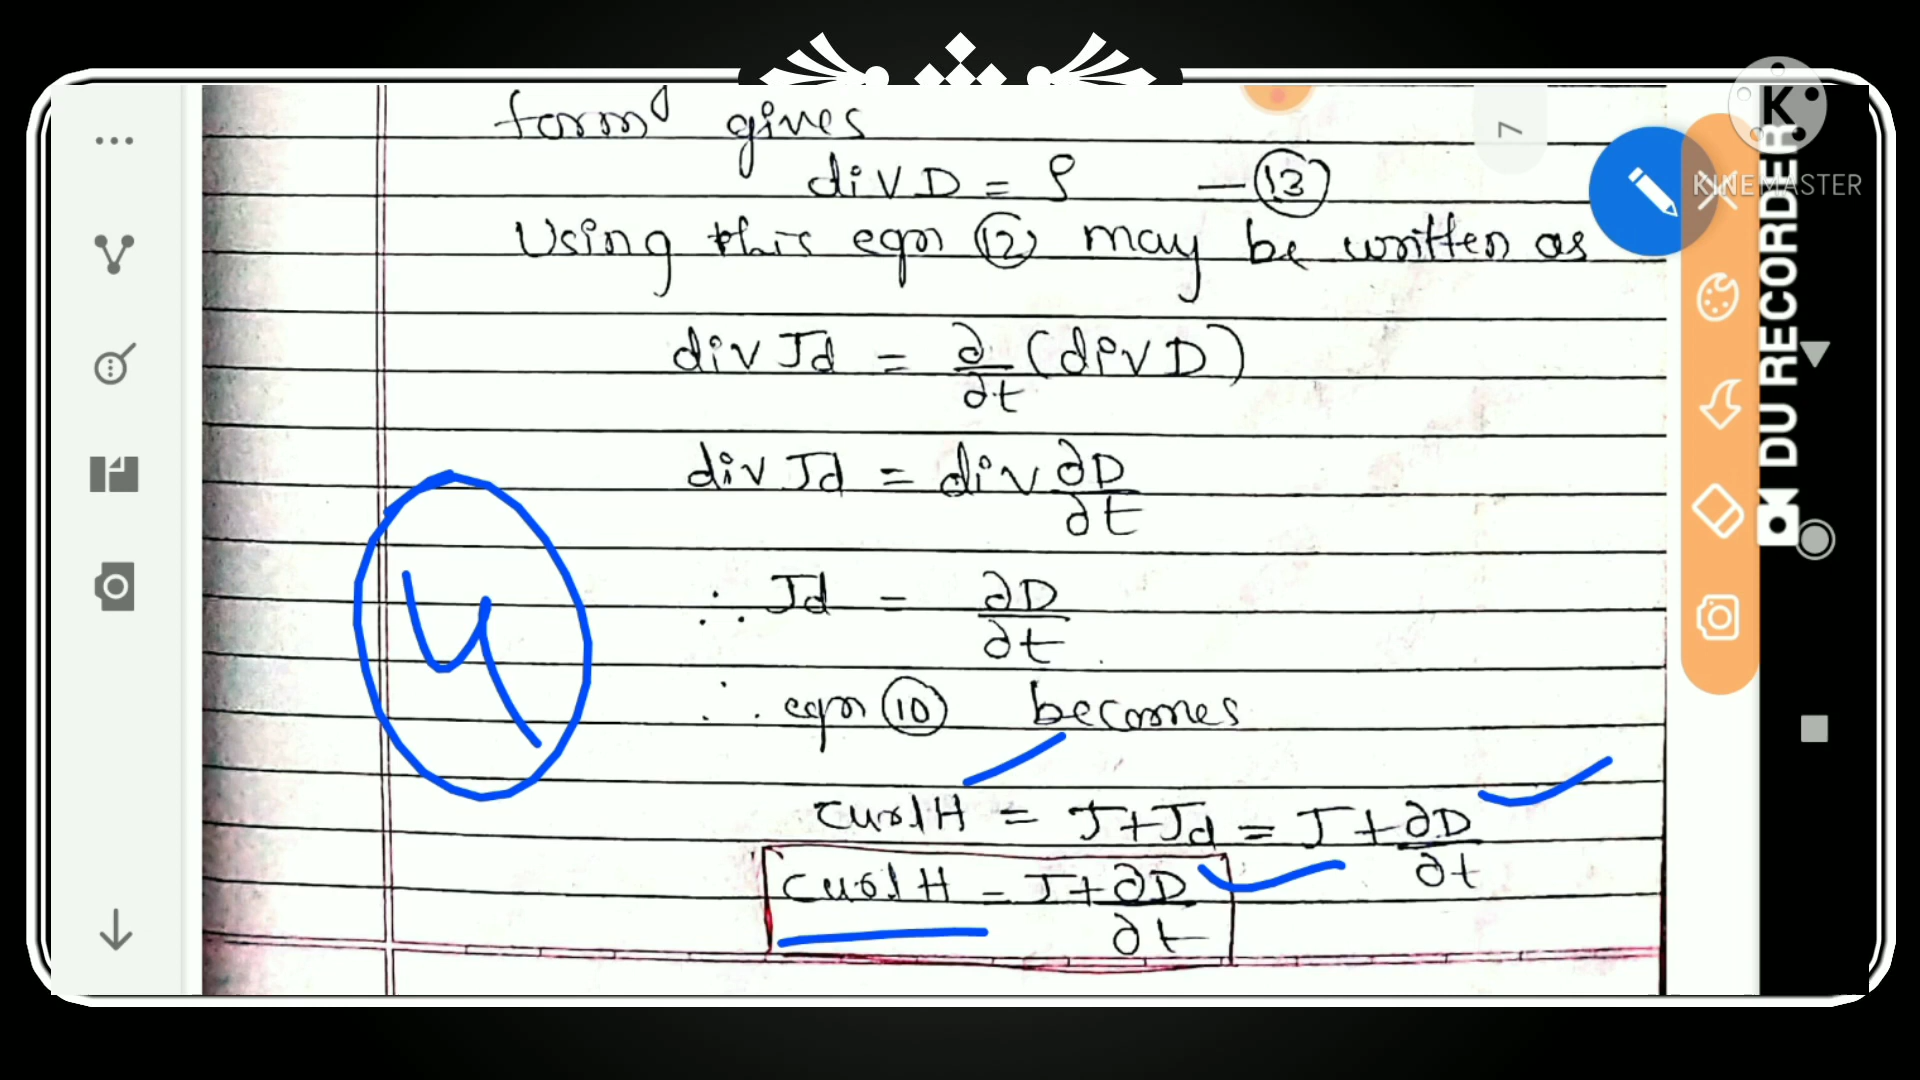 form gives
div D = ρ — 13
Using this eqn 12 may be written as
div Jd = ∂/∂t (div D)
div Jd = div ∂D/∂t
∴ Jd = ∂D/∂t
∴ eqn 10 becomes
curl H = J + Jd = J + ∂D/∂t
curl H = J + ∂D/∂t
4
7
K
KINEMASTER
DU RECORDER